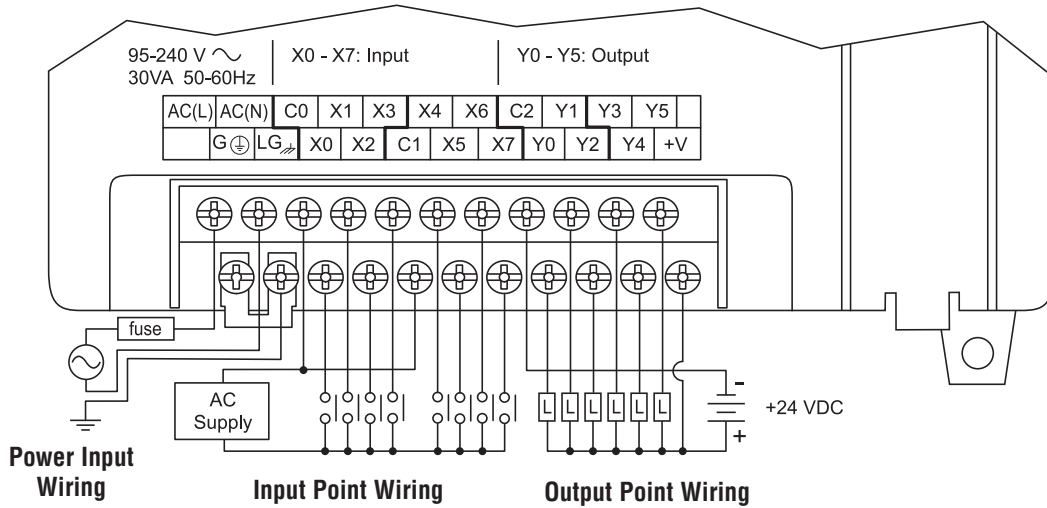 95-240 V
30VA 50-60Hz
X0 - X7: Input
Y0 - Y5: Output
AC(L) AC(N) C0 X1 X3 X4 X6 C2 Y1 Y3 Y5
G LG X0 X2 C1 X5 X7 Y0 Y2 Y4 +V
fuse
AC
Supply
L L L L L L
-
+24 VDC
+
Power Input
Wiring
Input Point Wiring
Output Point Wiring